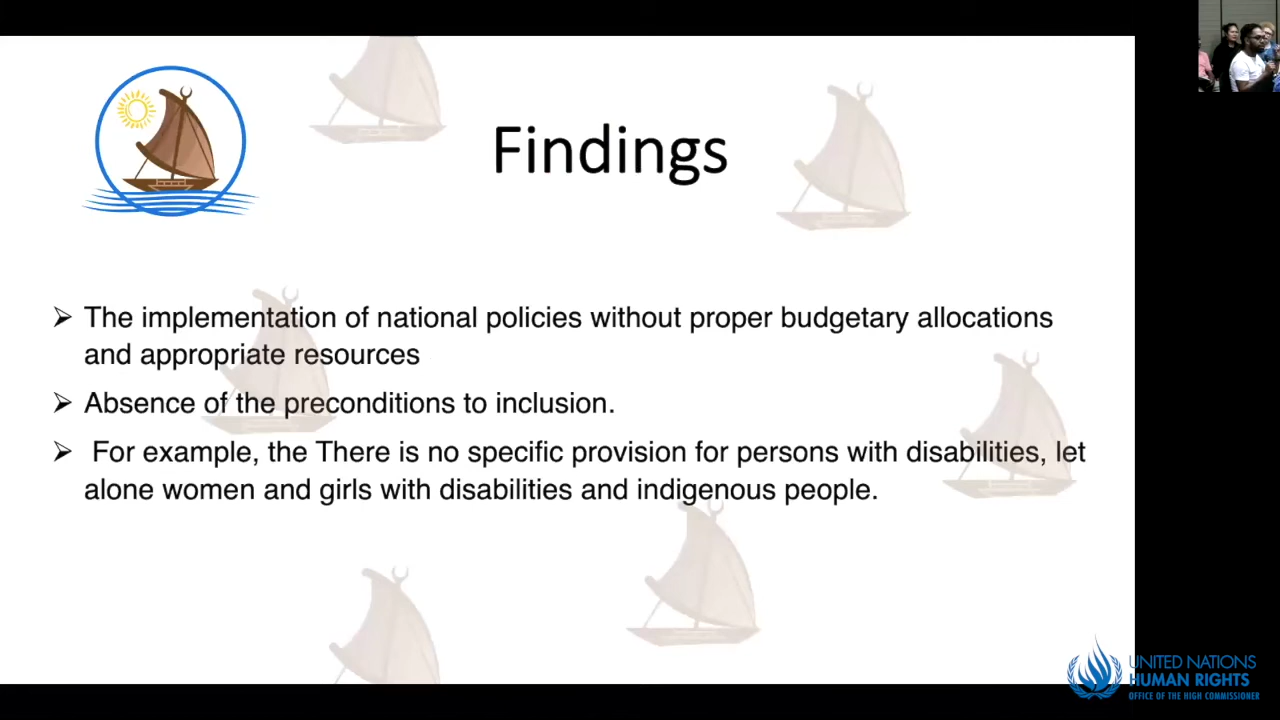 Findings
➢ The implementation of national policies without proper budgetary allocations
and appropriate resources
➢ Absence of the preconditions to inclusion.
➢ For example, the There is no specific provision for persons with disabilities, let
alone women and girls with disabilities and indigenous people.
UNITED NATIONS
HUMAN RIGHTS
OFFICE OF THE HIGH COMMISSIONER